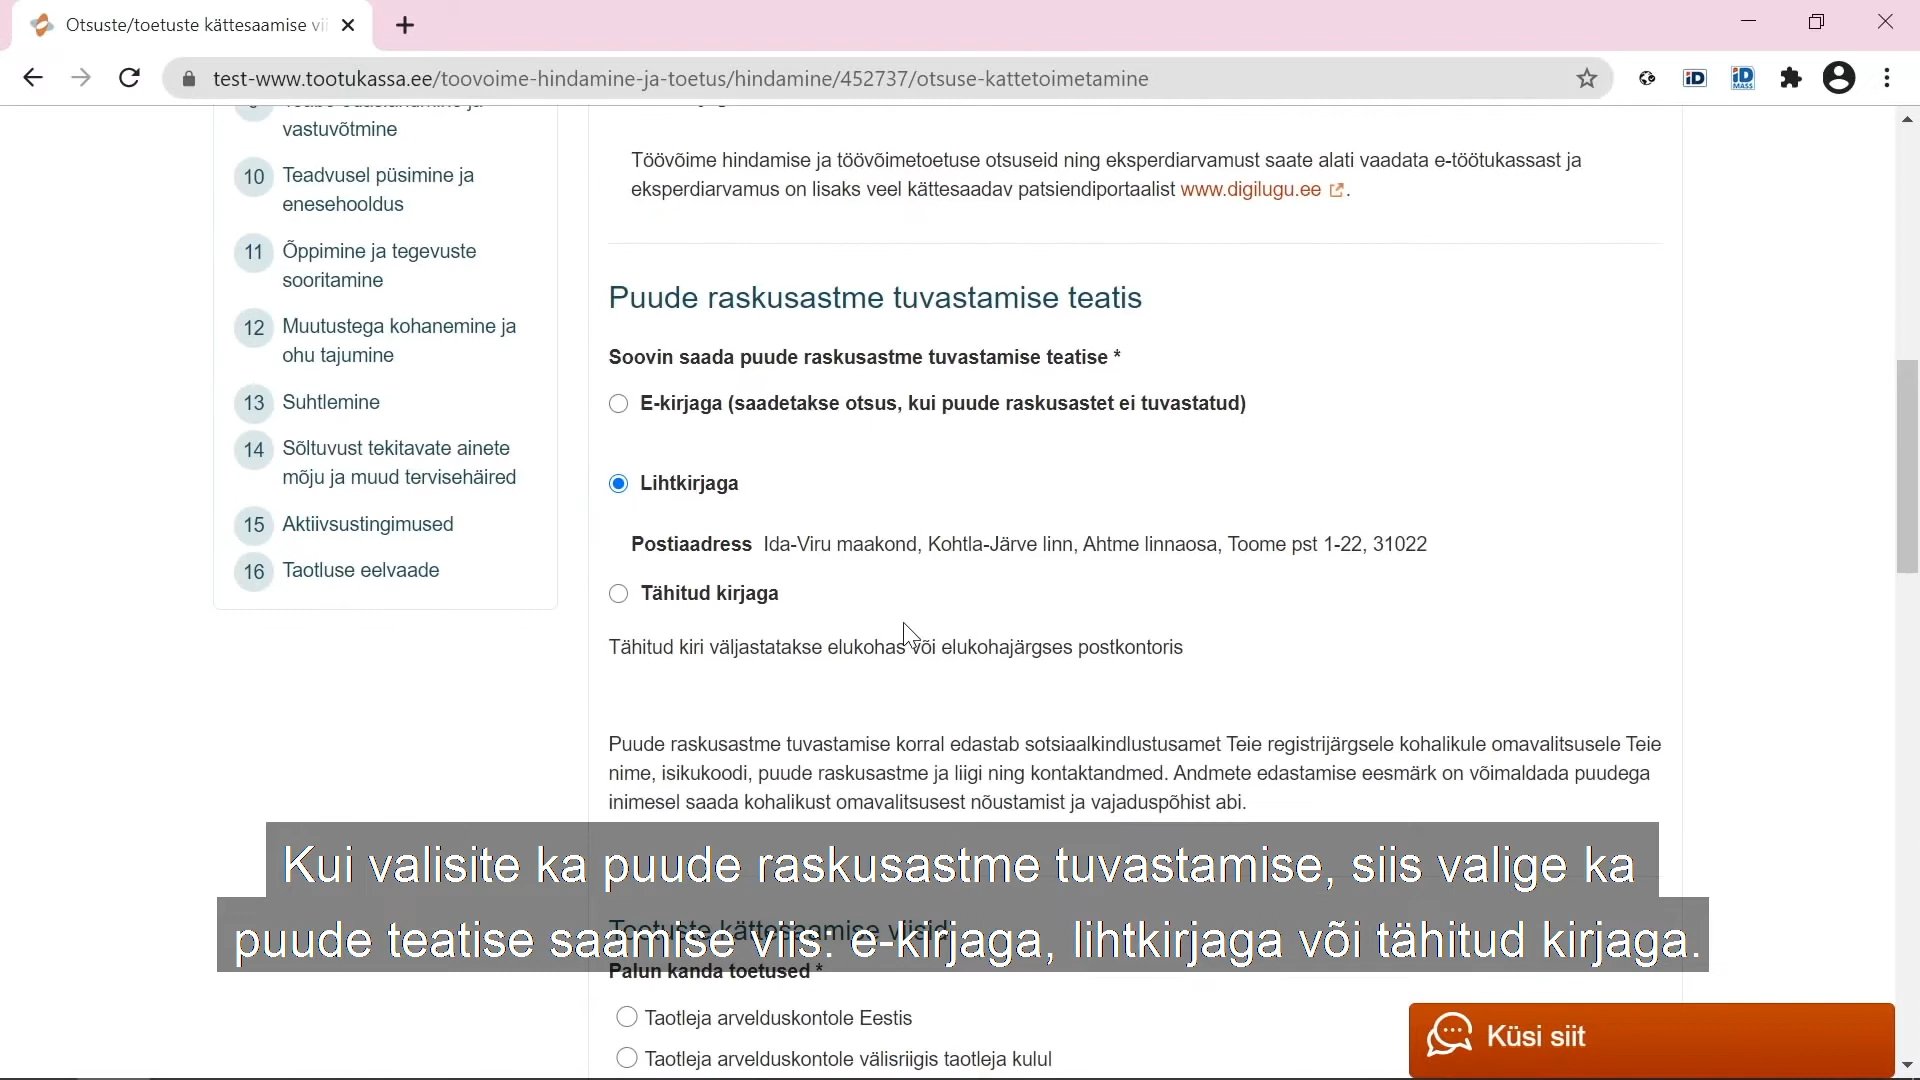 Otsuste/toetuste kättesaamise vii
test-www.tootukassa.ee/toovoime-hindamine-ja-toetus/hindamine/452737/otsuse-kattetoimetamine
iD
iD
MASS
vastuvõtmine
10 Teadvusel püsimine ja
enesehooldus
11 Õppimine ja tegevuste
sooritamine
12 Muutustega kohanemine ja
ohu tajumine
13 Suhtlemine
14 Sõltuvust tekitavate ainete
mõju ja muud tervisehäired
15 Aktiivsustingimused
16 Taotluse eelvaade
Töövõime hindamise ja töövõimetoetuse otsuseid ning eksperdiarvamust saate alati vaadata e-töötukassast ja
eksperdiarvamus on lisaks veel kättesaadav patsiendiportaalist www.digilugu.ee .
Puude raskusastme tuvastamise teatis
Soovin saada puude raskusastme tuvastamise teatise *
E-kirjaga (saadetakse otsus, kui puude raskusastet ei tuvastatud)
Lihtkirjaga
Postiaadress Ida-Viru maakond, Kohtla-Järve linn, Ahtme linnaosa, Toome pst 1-22, 31022
Tähitud kirjaga
Tähitud kiri väljastatakse elukohas või elukohajärgses postkontoris
Puude raskusastme tuvastamise korral edastab sotsiaalkindlustusamet Teie registrijärgsele kohalikule omavalitsusele Teie
nime, isikukoodi, puude raskusastme ja liigi ning kontaktandmed. Andmete edastamise eesmärk on võimaldada puudega
inimesel saada kohalikust omavalitsusest nõustamist ja vajaduspõhist abi.
Kui valisite ka puude raskusastme tuvastamise, siis valige ka
puude teatise saamise viis: e-kirjaga, lihtkirjaga või tähitud kirjaga.
Toetuste kättesaamise viisid
Palun kanda toetused *
Taotleja arvelduskontole Eestis
Taotleja arvelduskontole välisriigis taotleja kulul
Küsi siit